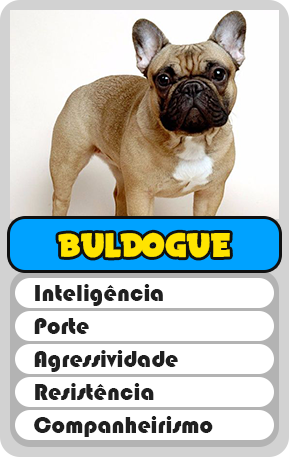 BULDOGUE
Inteligência
Porte
Agressividade
Resistência
Companheirismo